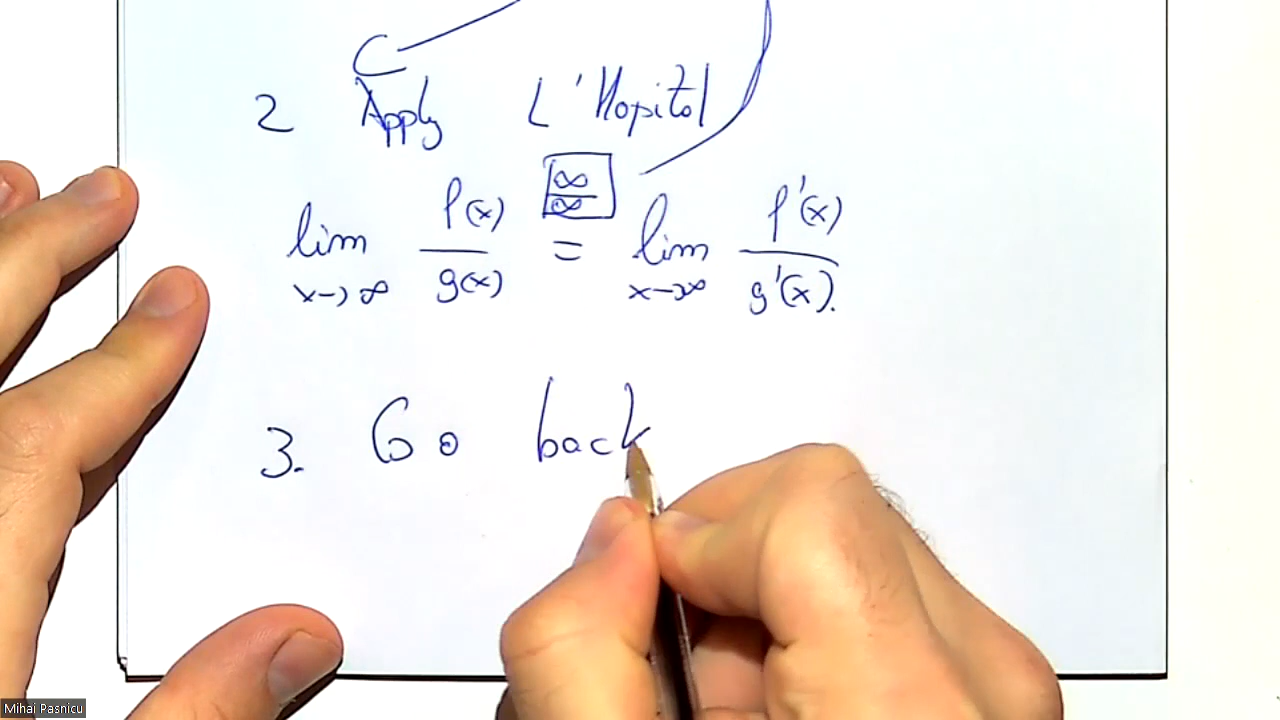 2 Apply L'Hopital
lim x→∞ f(x)/g(x) = [∞/∞] lim x→∞ f'(x)/g'(x).
3. Go back
Mihai Pasnicu